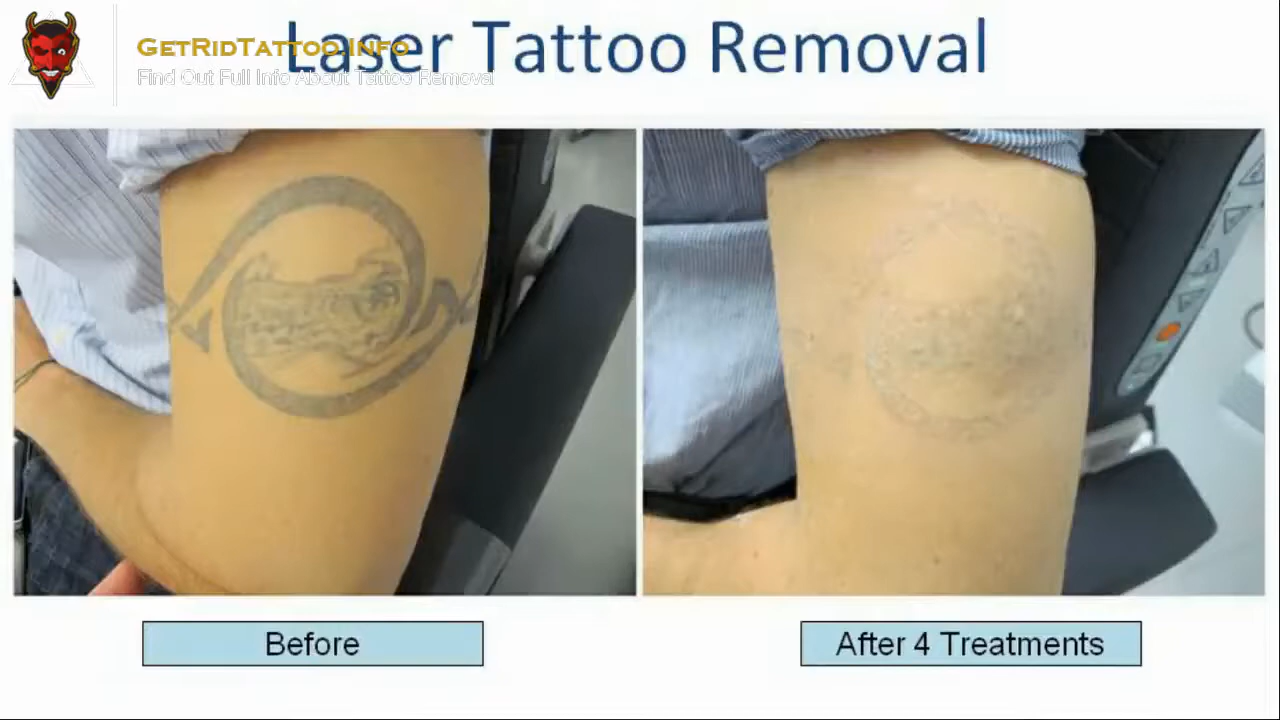 Laser Tattoo Removal
GetRidTattoo.Info
Find Out Full Info About Tattoo Removal
Before
After 4 Treatments